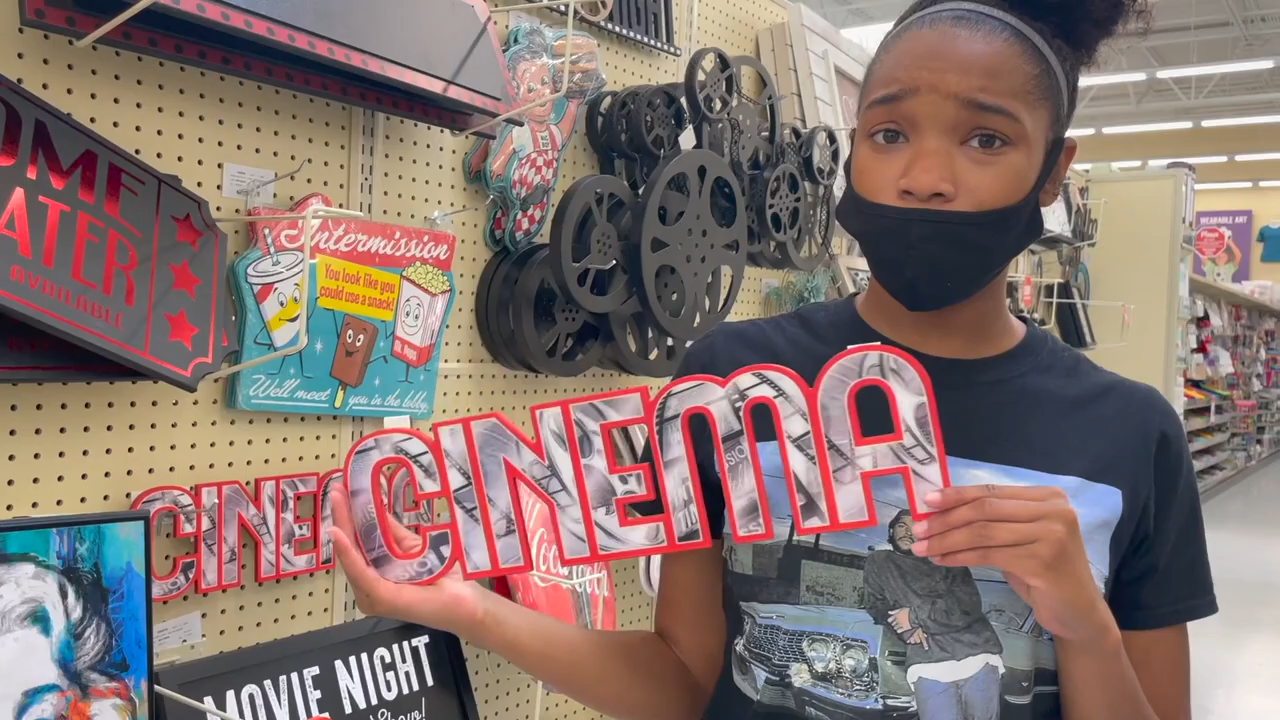 OME
ATER
AVAILABLE
Intermission
You look like you
could use a snack!
Mr. Pops
We'll meet you in the lobby.
CINEMA
CINE
Coca-Cola
MOVIE NIGHT
WEARABLE ART